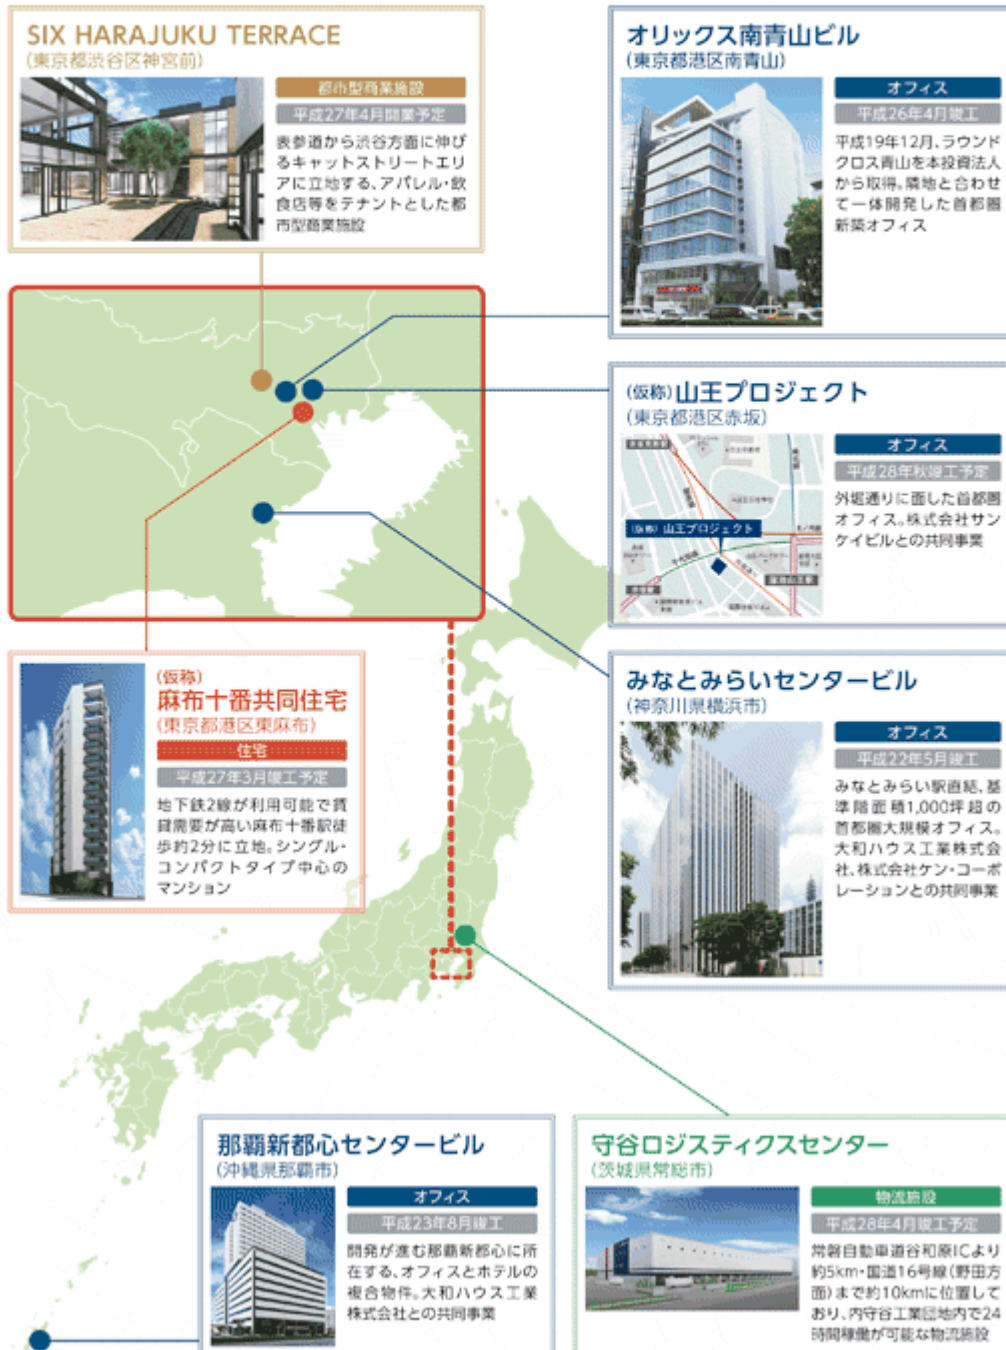 SIX HARAJUKU TERRACE
(東京都渋谷区神宮前)
都市型商業施設
平成27年4月開業予定
表参道から渋谷方面に伸び
るキャットストリートエリ
アに立地する、アパレル・飲
食店等をテナントとした都
市型商業施設
オリックス南青山ビル
(東京都港区南青山)
オフィス
平成26年4月竣工
平成19年12月、ラウンド
クロス青山を本投資法人
から取得。隣地と合わせ
て一体開発した首都圏
新築オフィス
(仮称)山王プロジェクト
(東京都港区赤坂)
オフィス
平成28年秋竣工予定
外堀通りに面した首都圏
オフィス。株式会社サン
ケイビルとの共同事業
(仮称) 山王プロジェクト
千代田線
溜池山王駅
赤坂駅
(仮称)
麻布十番共同住宅
(東京都港区東麻布)
住宅
平成27年3月竣工予定
地下鉄2線が利用可能で賃
貸需要が高い麻布十番駅徒
歩約2分に立地。シングル・
コンパクトタイプ中心の
マンション
みなとみらいセンタービル
(神奈川県横浜市)
オフィス
平成22年5月竣工
みなとみらい駅直結、基
準階面積1,000坪超の
首都圏大規模オフィス。
大和ハウス工業株式会
社、株式会社ケン・コーポ
レーションとの共同事業
那覇新都心センタービル
(沖縄県那覇市)
オフィス
平成23年8月竣工
開発が進む那覇新都心に所
在する、オフィスとホテルの
複合物件。大和ハウス工業
株式会社との共同事業
守谷ロジスティクスセンター
(茨城県常総市)
物流施設
平成28年4月竣工予定
常磐自動車道谷和原ICより
約5km・国道16号線(野田方
面)まで約10kmに位置して
おり、内守谷工業団地内で24
時間稼働が可能な物流施設